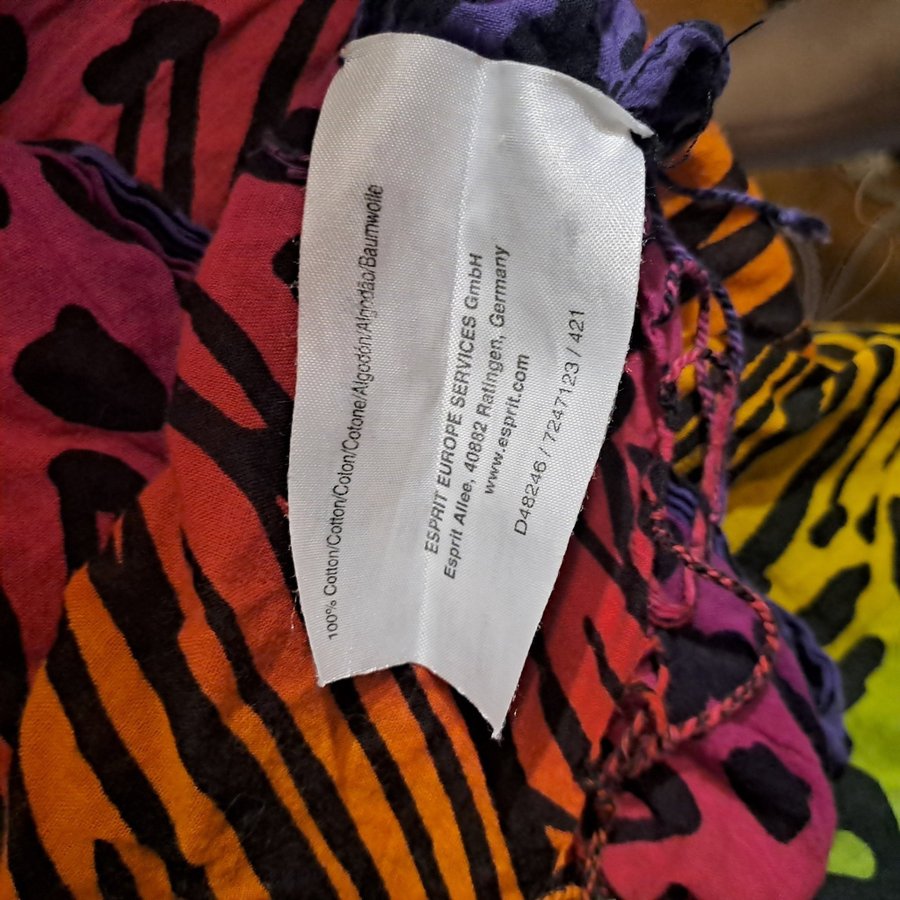 100% Cotton/Cotton/Coton/Cotone/Algodón/Algodão/Baumwolle
ESPRIT EUROPE SERVICES GmbH
Esprit Allee, 40882 Ratingen, Germany
www.esprit.com
D48246 / 7247123 / 421